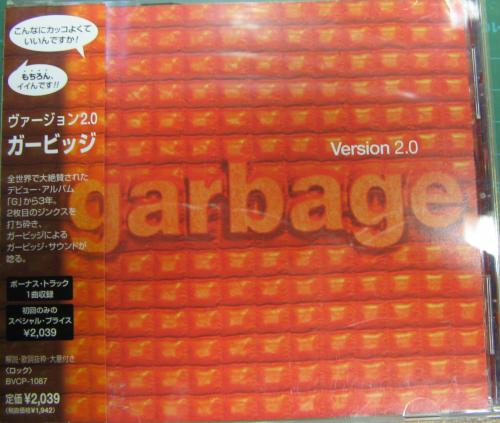 こんなにカッコよくて
いいんですか！
もちろん、
イイんです!!
ヴァージョン2.0
ガービッジ
全世界で大絶賛された
デビュー・アルバム
「G」から3年。
2枚目のジンクスを
打ち砕き、
ガービッジによる
ガービッジ・サウンドが
唸る。
ボーナス・トラック
1曲収録
初回のみの
スペシャル・プライス
¥2,039
解説・歌詞抜粋・大意付き
〈ロック〉
BVCP-1087
定価¥2,039
(税抜価格¥1,942)
Version 2.0
garbage